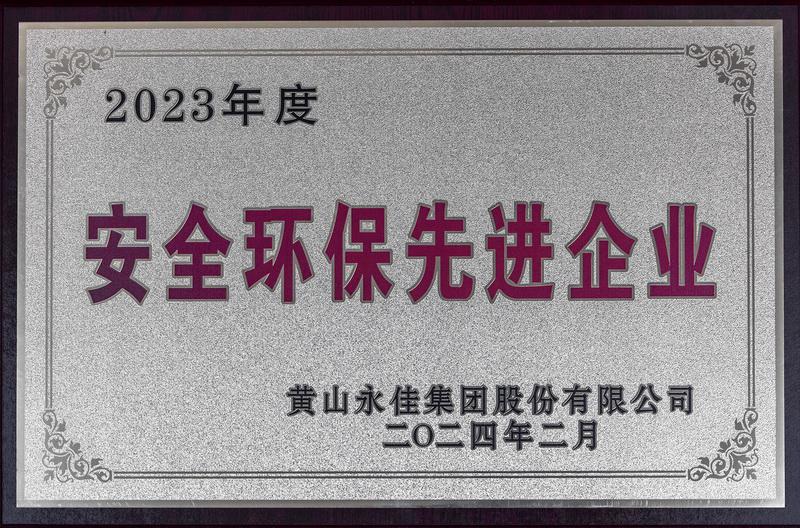 2023年度
安全环保先进企业
黄山永佳集团股份有限公司
二〇二四年二月